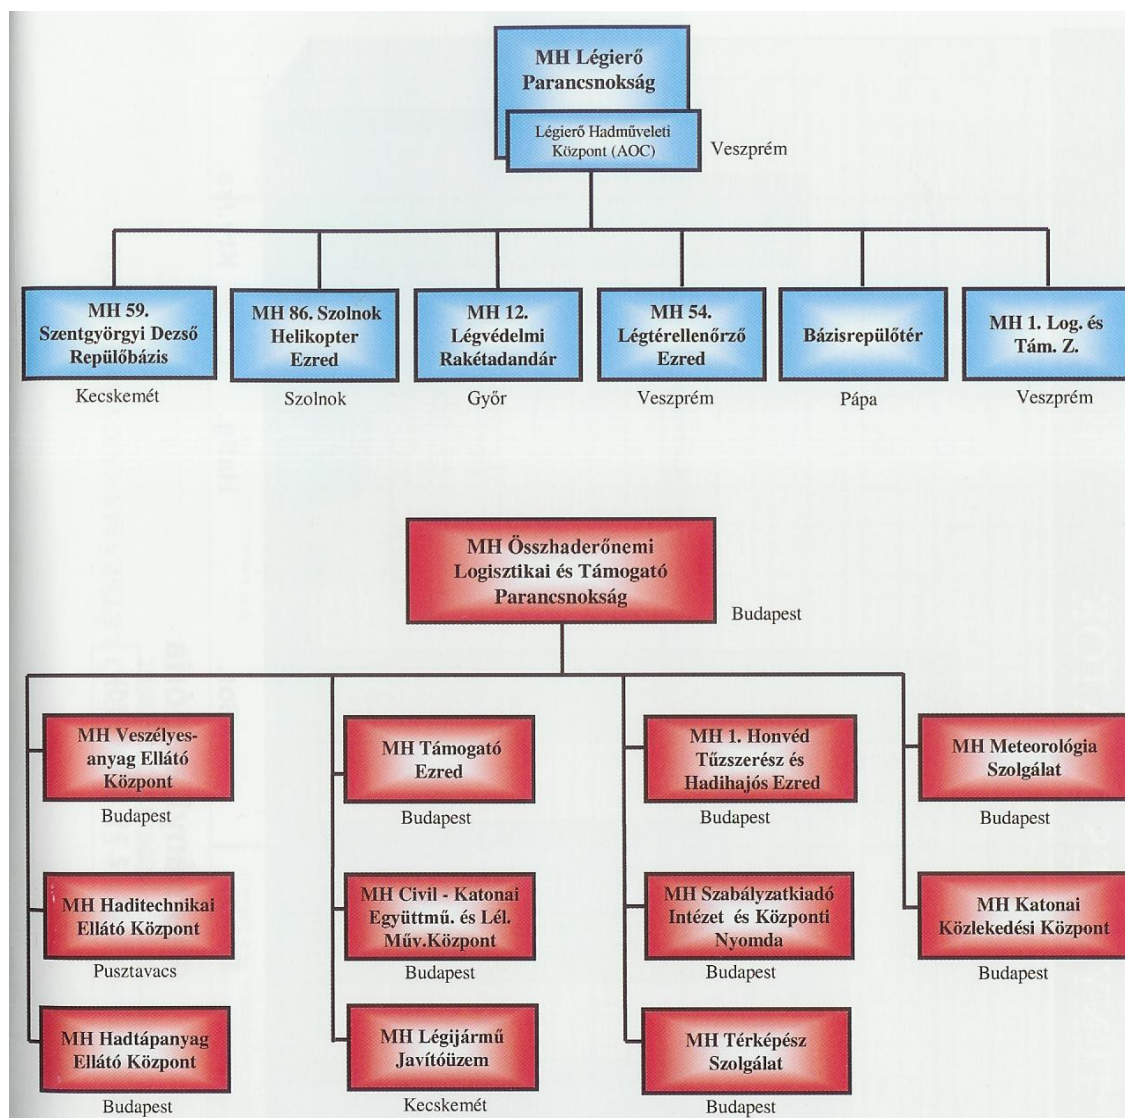 MH Légierő
Parancsnokság
Légierő Hadműveleti
Központ (AOC)
Veszprém
MH 59.
Szentgyörgyi Dezső
Repülőbázis
Kecskemét
MH 86. Szolnok
Helikopter
Ezred
Szolnok
MH 12.
Légvédelmi
Rakétadandár
Győr
MH 54.
Légtérellenőrző
Ezred
Veszprém
Bázisrepülőtér
Pápa
MH 1. Log. és
Tám. Z.
Veszprém
MH Összhaderőnemi
Logisztikai és Támogató
Parancsnokság
Budapest
MH Veszélyes-
anyag Ellátó
Központ
Budapest
MH Támogató
Ezred
Budapest
MH 1. Honvéd
Tűzszerész és
Hadihajós Ezred
Budapest
MH Meteorológia
Szolgálat
Budapest
MH Haditechnikai
Ellátó Központ
Pusztavacs
MH Civil - Katonai
Együttmű. és Lél.
Műv.Központ
Budapest
MH Szabályzatkiadó
Intézet és Központi
Nyomda
Budapest
MH Katonai
Közlekedési Központ
Budapest
MH Hadtápanyag
Ellátó Központ
Budapest
MH Légijármű
Javítóüzem
Kecskemét
MH Térképész
Szolgálat
Budapest